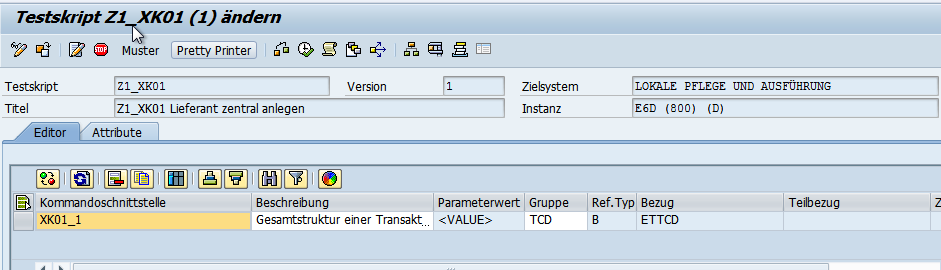 Testskript Z1_XK01 (1) ändern
Muster Pretty Printer
Testskript Z1_XK01 Version 1 Zielsystem LOKALE PFLEGE UND AUSFÜHRUNG
Titel Z1_XK01 Lieferant zentral anlegen Instanz E6D (800) (D)
Editor Attribute
Kommandoschnittstelle Beschreibung Parameterwert Gruppe Ref.Typ Bezug Teilbezug Z
XK01_1 Gesamtstruktur einer Transakt... <VALUE> TCD B ETTCD